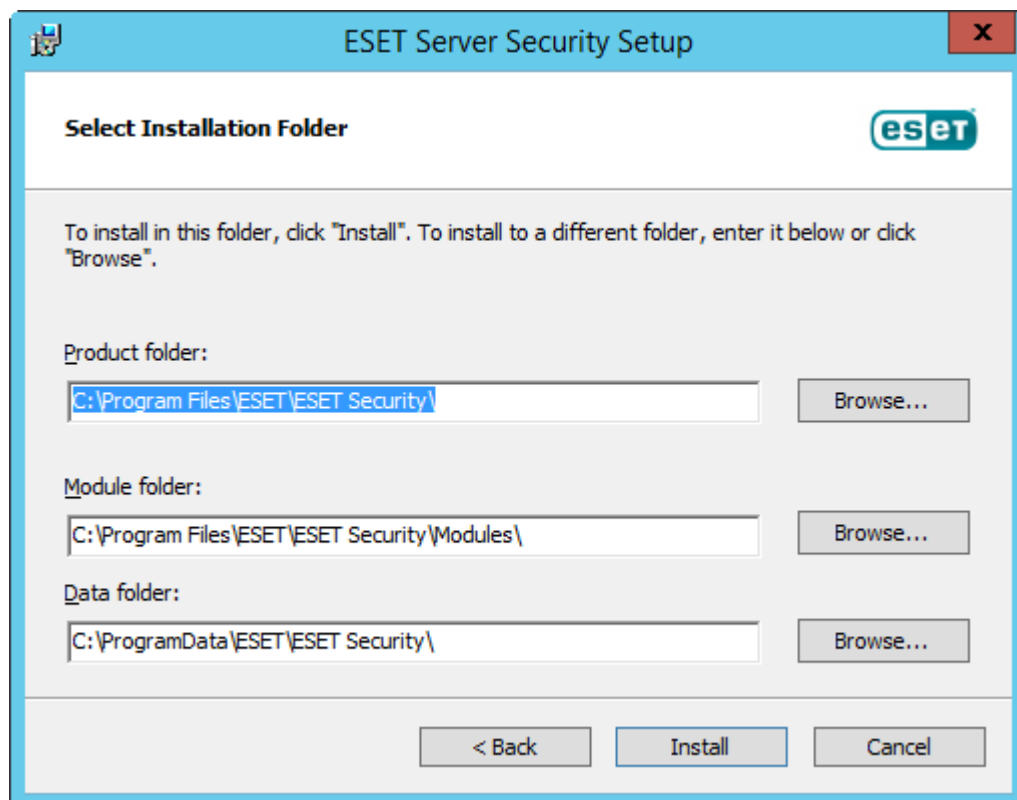 ESET Server Security Setup
x
Select Installation Folder
eseT
To install in this folder, click "Install". To install to a different folder, enter it below or click
"Browse".
Product folder:
C:\Program Files\ESET\ESET Security\
Browse...
Module folder:
C:\Program Files\ESET\ESET Security\Modules\
Browse...
Data folder:
C:\ProgramData\ESET\ESET Security\
Browse...
< Back
Install
Cancel